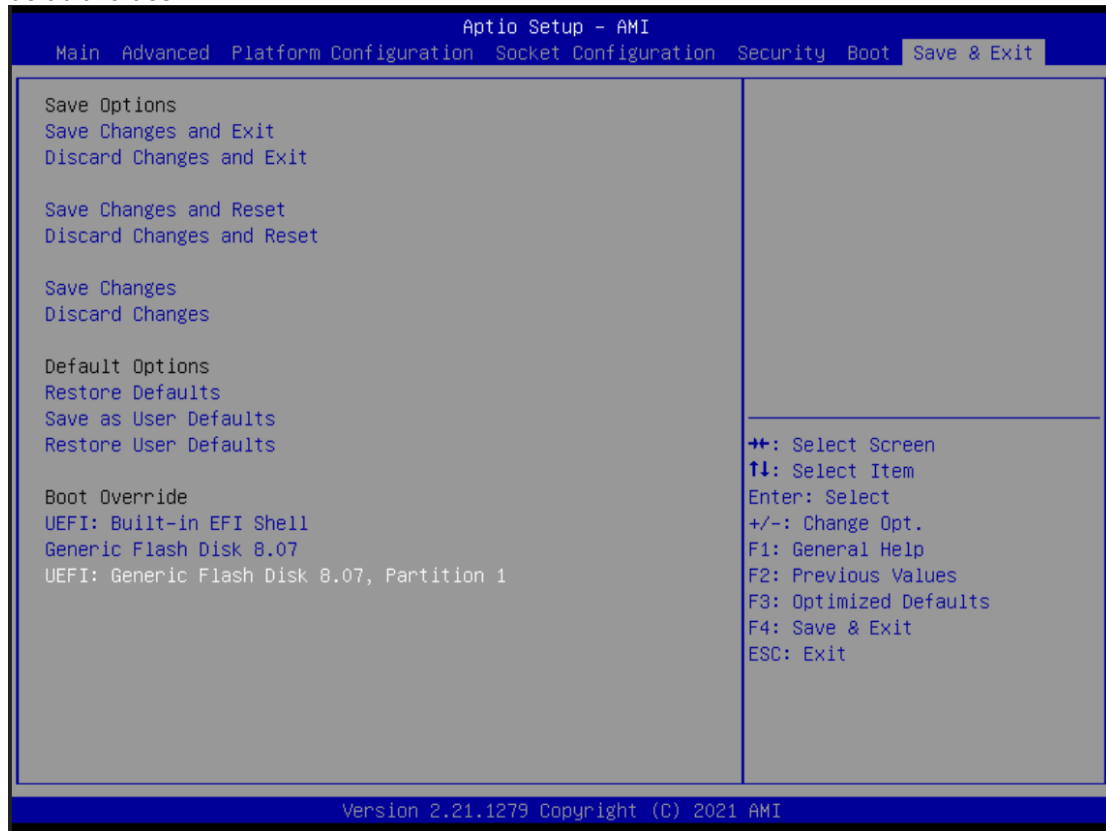 Aptio Setup – AMI
Main Advanced Platform Configuration Socket Configuration Security Boot Save & Exit
Save Options
Save Changes and Exit
Discard Changes and Exit
Save Changes and Reset
Discard Changes and Reset
Save Changes
Discard Changes
Default Options
Restore Defaults
Save as User Defaults
Restore User Defaults
Boot Override
UEFI: Built-in EFI Shell
Generic Flash Disk 8.07
UEFI: Generic Flash Disk 8.07, Partition 1
→←: Select Screen
↑↓: Select Item
Enter: Select
+/-: Change Opt.
F1: General Help
F2: Previous Values
F3: Optimized Defaults
F4: Save & Exit
ESC: Exit
Version 2.21.1279 Copyright (C) 2021 AMI